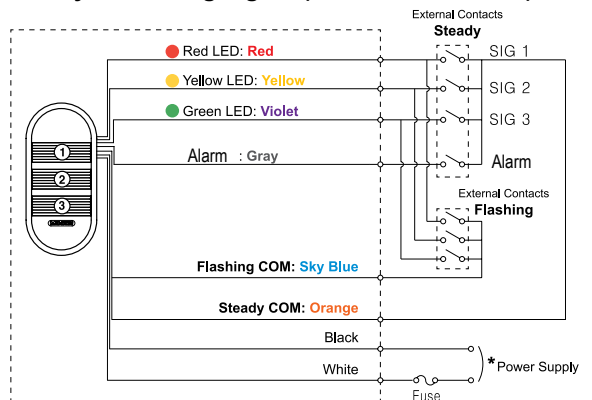 External Contacts
Steady
Red LED: Red
SIG 1
Yellow LED: Yellow
SIG 2
Green LED: Violet
SIG 3
Alarm : Gray
Alarm
1
2
3
External Contacts
Flashing
Flashing COM: Sky Blue
Steady COM: Orange
Black
White
*Power Supply
Fuse